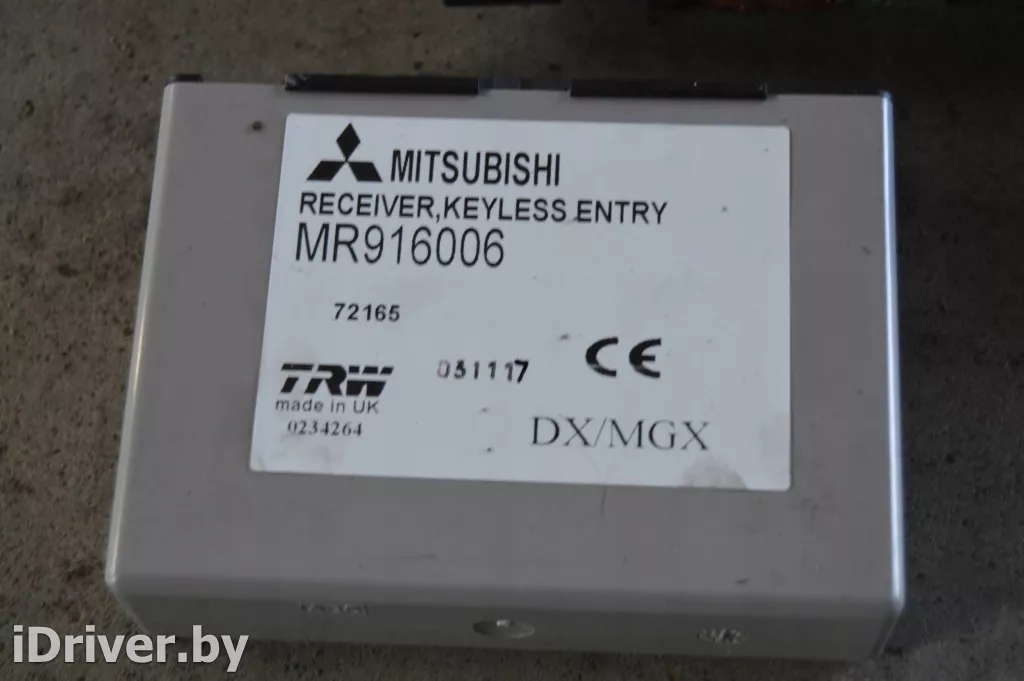 MITSUBISHI
RECEIVER,KEYLESS ENTRY
MR916006
72165
TRW
031117
CE
made in UK
0234264
DX/MGX
iDriver.by